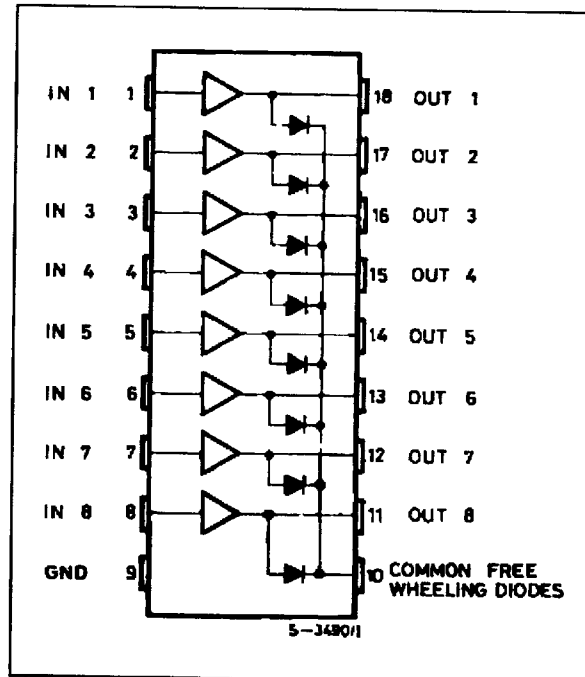 IN 1 1 18 OUT 1
IN 2 2 17 OUT 2
IN 3 3 16 OUT 3
IN 4 4 15 OUT 4
IN 5 5 14 OUT 5
IN 6 6 13 OUT 6
IN 7 7 12 OUT 7
IN 8 8 11 OUT 8
GND 9 10 COMMON FREE
WHEELING DIODES
5-3490/1